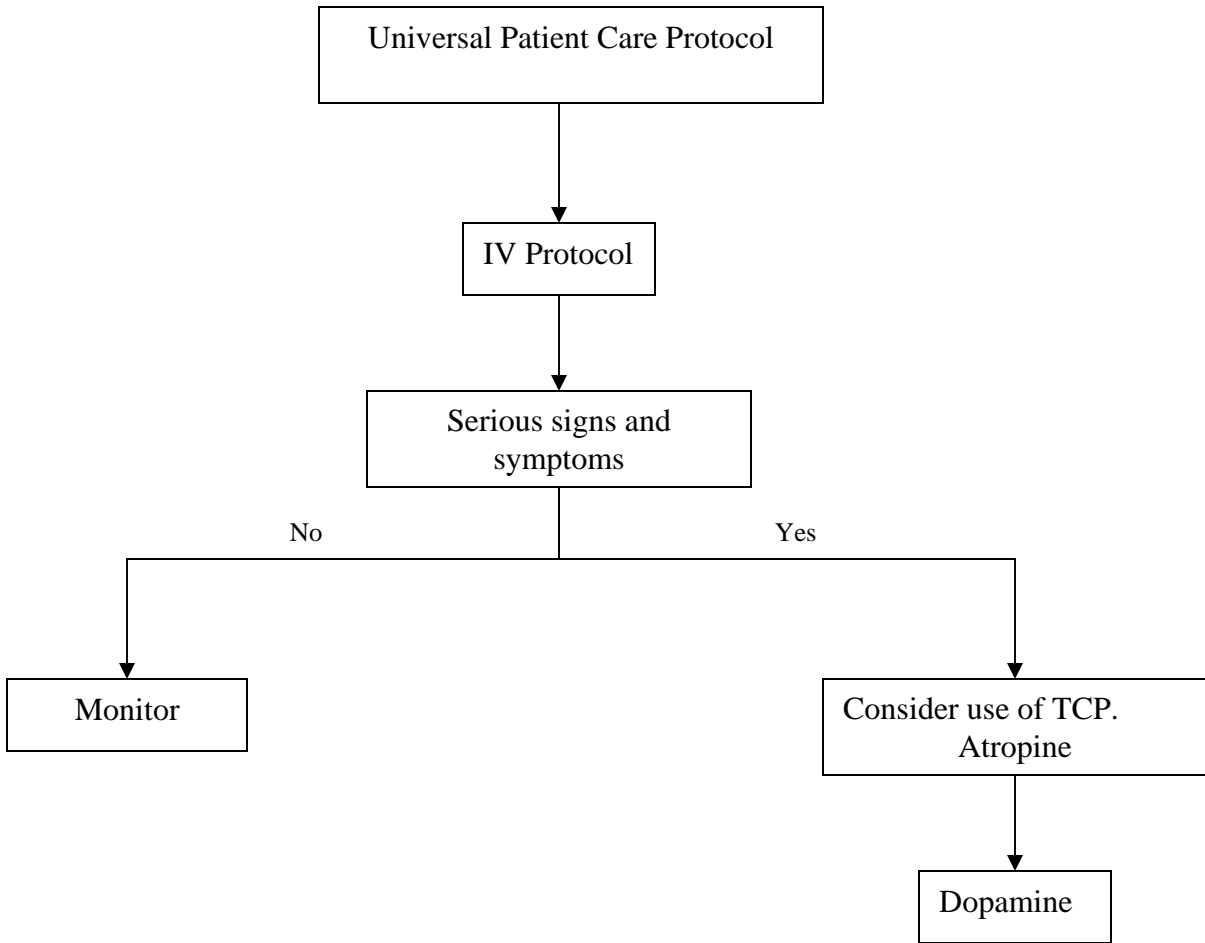 Universal Patient Care Protocol
IV Protocol
Serious signs and
symptoms
No
Yes
Monitor
Consider use of TCP.
Atropine
Dopamine